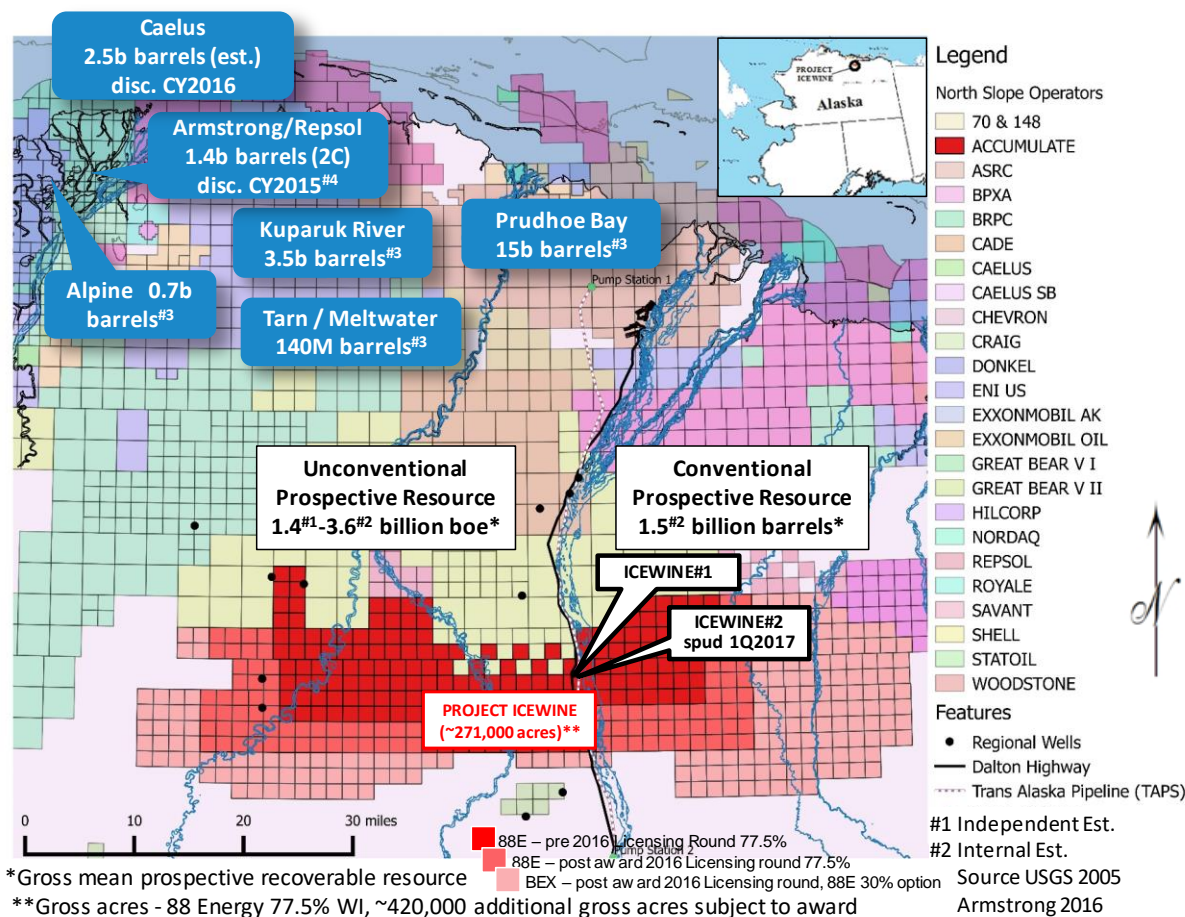 Caelus
2.5b barrels (est.)
disc. CY2016
Armstrong/Repsol
1.4b barrels (2C)
disc. CY2015#4
Kuparuk River
3.5b barrels#3
Prudhoe Bay
15b barrels#3
Alpine 0.7b
barrels#3
Tarn / Meltwater
140M barrels#3
Pump Station 1
PROJECT
ICEWINE
Alaska
Unconventional
Prospective Resource
1.4#1-3.6#2 billion boe*
Conventional
Prospective Resource
1.5#2 billion barrels*
ICEWINE#1
ICEWINE#2
spud 1Q2017
PROJECT ICEWINE
(~271,000 acres)**
0 10 20 30 miles
Pump Station 2
Legend
North Slope Operators
70 & 148
ACCUMULATE
ASRC
BPXA
BRPC
CADE
CAELUS
CAELUS SB
CHEVRON
CRAIG
DONKEL
ENI US
EXXONMOBIL AK
EXXONMOBIL OIL
GREAT BEAR V I
GREAT BEAR V II
HILCORP
NORDAQ
REPSOL
ROYALE
SAVANT
SHELL
STATOIL
WOODSTONE
Features
Regional Wells
Dalton Highway
Trans Alaska Pipeline (TAPS)
N
#1 Independent Est.
#2 Internal Est.
Source USGS 2005
Armstrong 2016
88E – pre 2016 Licensing Round 77.5%
88E – post award 2016 Licensing round 77.5%
BEX – post award 2016 Licensing round, 88E 30% option
*Gross mean prospective recoverable resource
**Gross acres - 88 Energy 77.5% WI, ~420,000 additional gross acres subject to award